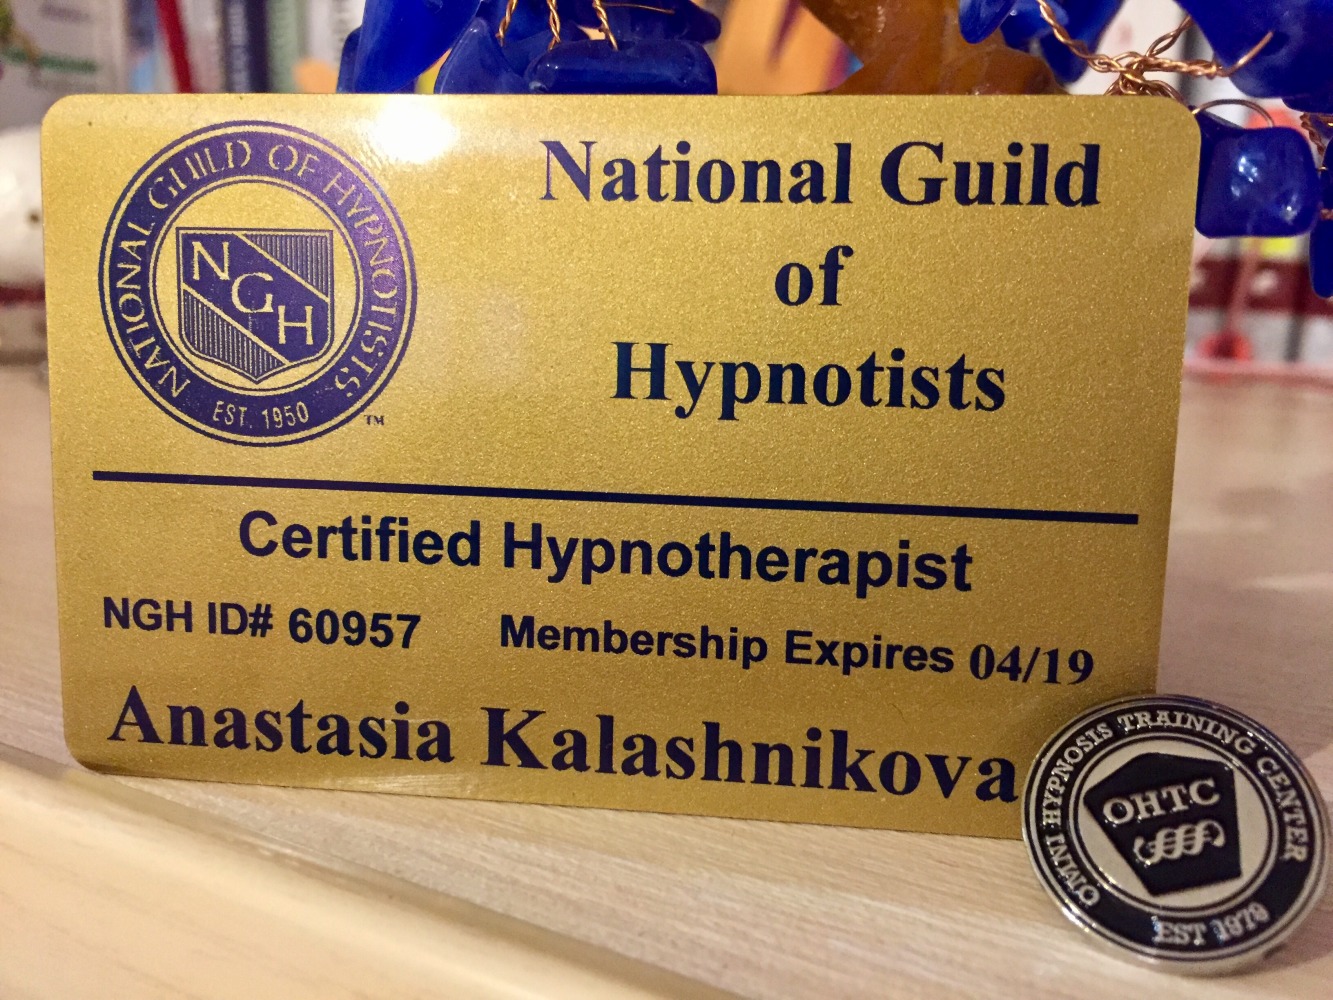 NATIONAL GUILD OF HYPNOTISTS
NGH
EST. 1950
TM
National Guild
of
Hypnotists
Certified Hypnotherapist
NGH ID# 60957 Membership Expires 04/19
Anastasia Kalashnikova
OMNI HYPNOSIS TRAINING CENTER
OHTC
EST 1979